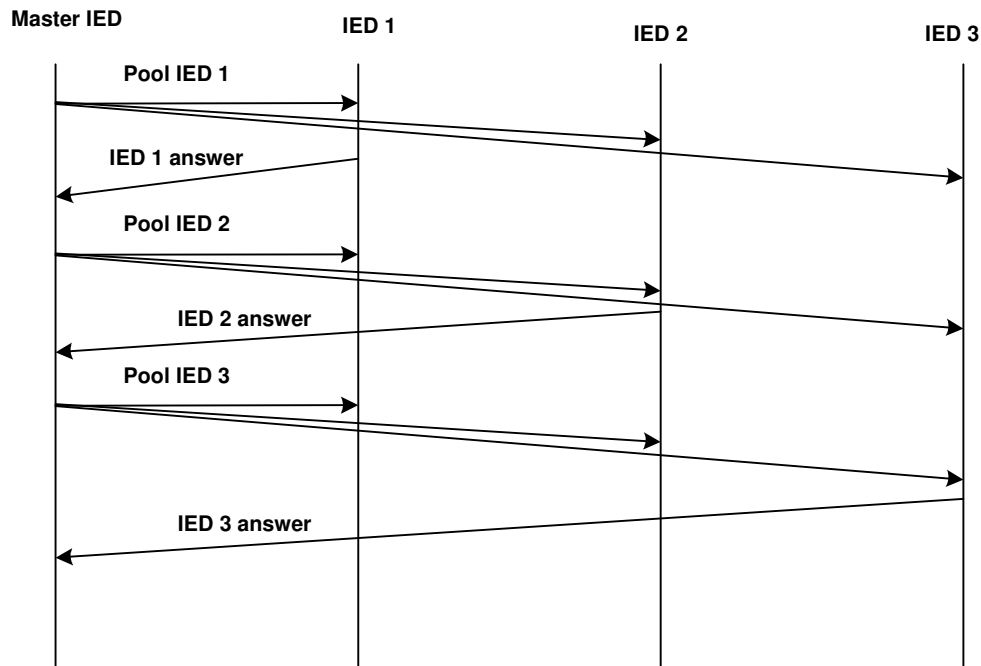 Master IED
IED 1
IED 2
IED 3
Pool IED 1
IED 1 answer
Pool IED 2
IED 2 answer
Pool IED 3
IED 3 answer